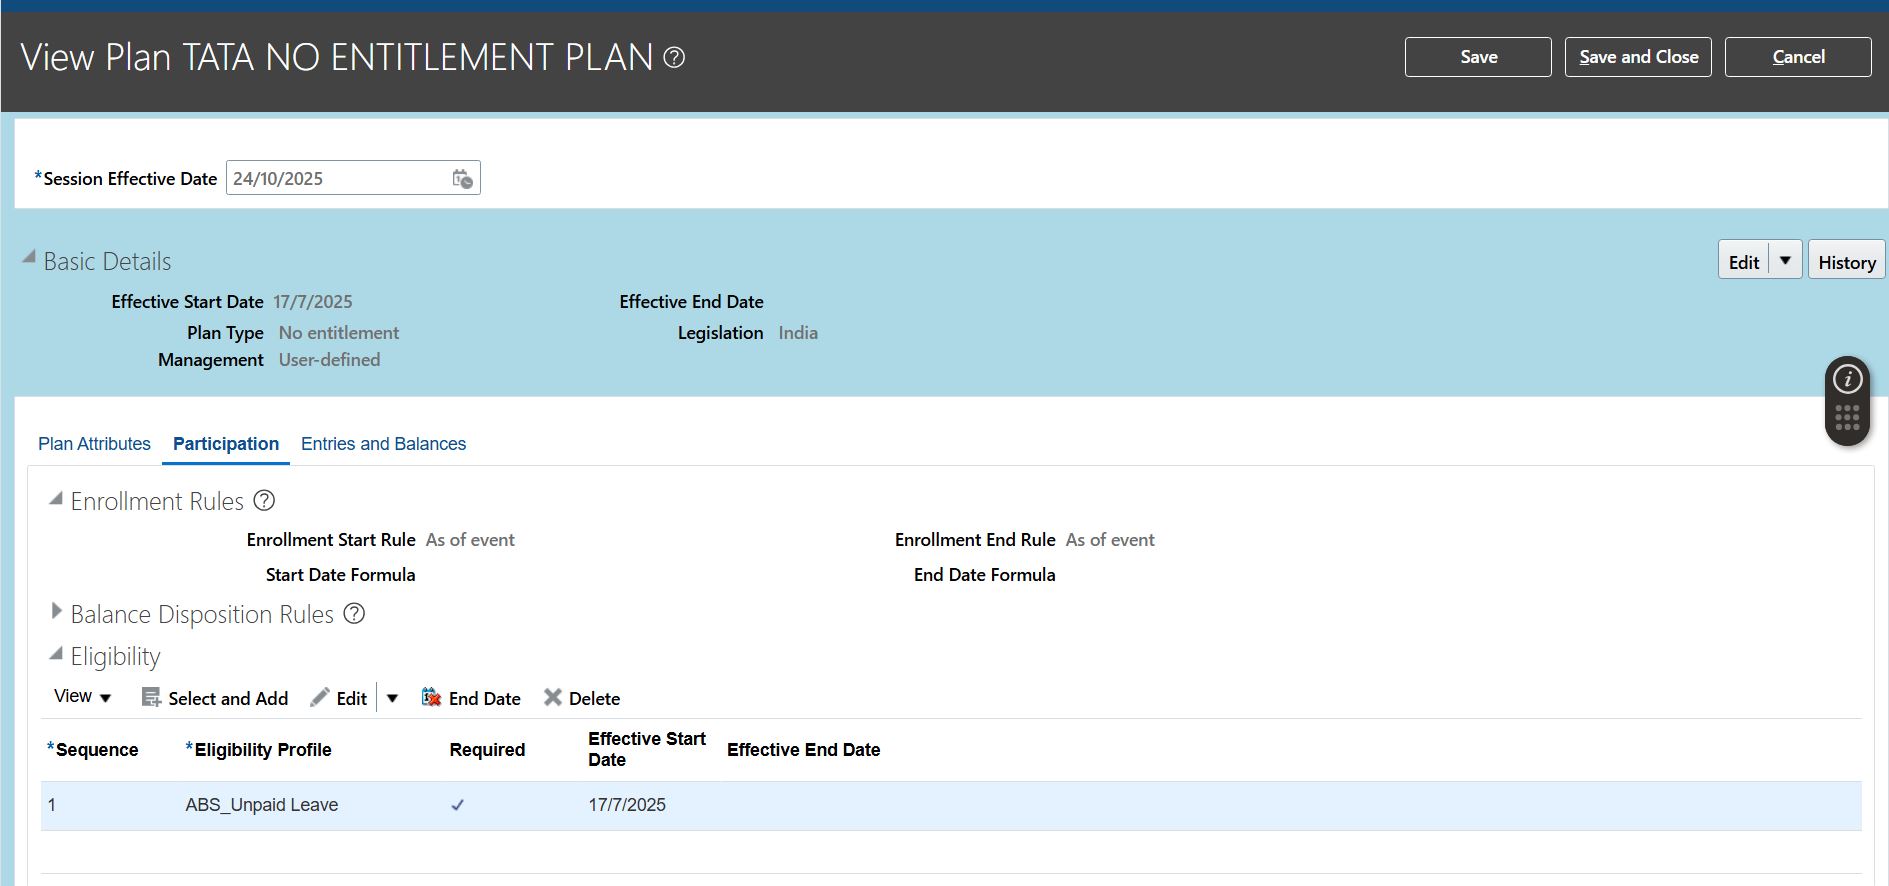 View Plan TATA NO ENTITLEMENT PLAN ?
Save
Save and Close
Cancel
*Session Effective Date 24/10/2025
Basic Details
Edit
History
Effective Start Date 17/7/2025
Effective End Date
Plan Type No entitlement
Legislation India
Management User-defined
Plan Attributes
Participation
Entries and Balances
Enrollment Rules ?
Enrollment Start Rule As of event
Enrollment End Rule As of event
Start Date Formula
End Date Formula
Balance Disposition Rules ?
Eligibility
View
Select and Add
Edit
End Date
Delete
*Sequence
*Eligibility Profile
Required
Effective Start
Date
Effective End Date
1
ABS_Unpaid Leave
17/7/2025